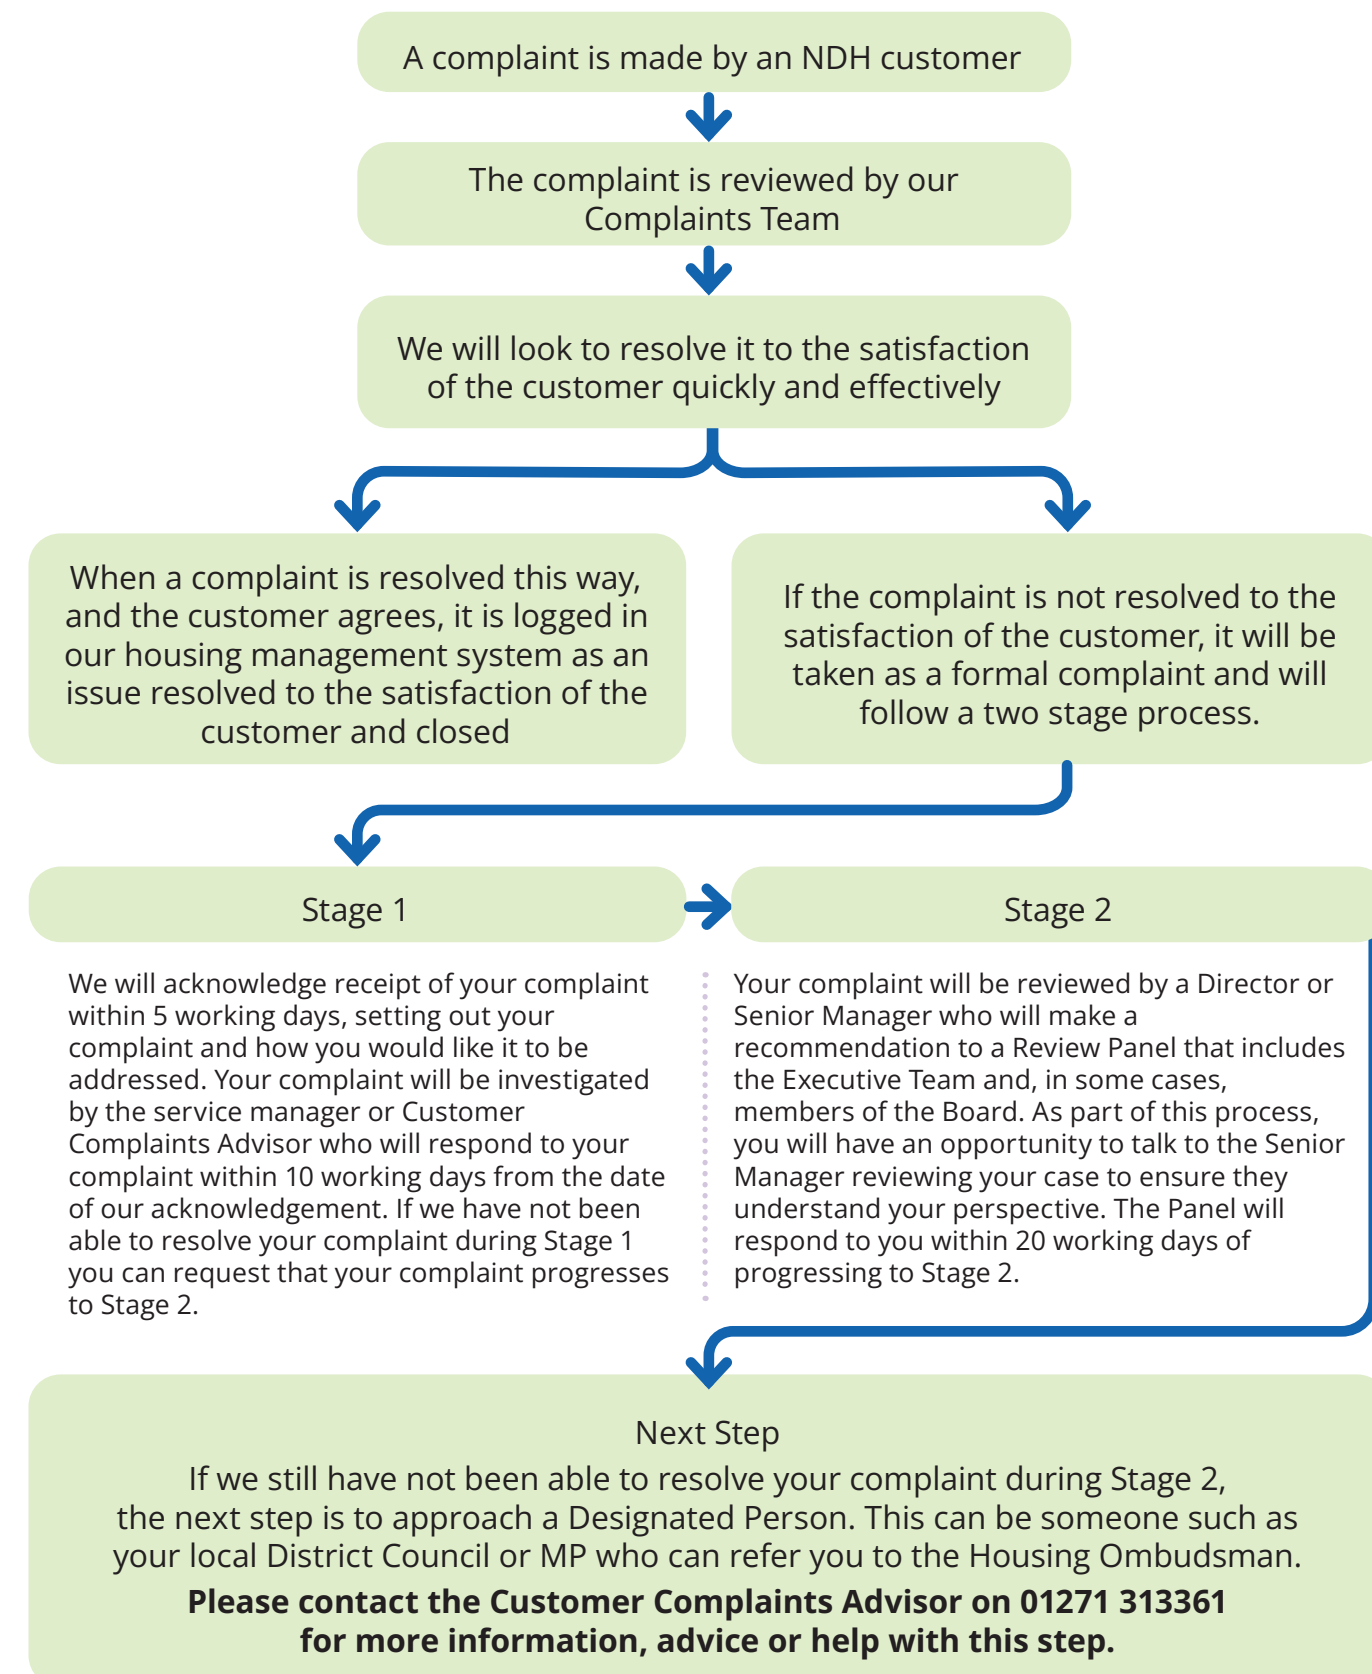 A complaint is made by an NDH customer
The complaint is reviewed by our
Complaints Team
We will look to resolve it to the satisfaction
of the customer quickly and effectively
When a complaint is resolved this way,
and the customer agrees, it is logged in
our housing management system as an
issue resolved to the satisfaction of the
customer and closed
If the complaint is not resolved to the
satisfaction of the customer, it will be
taken as a formal complaint and will
follow a two stage process.
Stage 1
We will acknowledge receipt of your complaint
within 5 working days, setting out your
complaint and how you would like it to be
addressed. Your complaint will be investigated
by the service manager or Customer
Complaints Advisor who will respond to your
complaint within 10 working days from the date
of our acknowledgement. If we have not been
able to resolve your complaint during Stage 1
you can request that your complaint progresses
to Stage 2.
Stage 2
Your complaint will be reviewed by a Director or
Senior Manager who will make a
recommendation to a Review Panel that includes
the Executive Team and, in some cases,
members of the Board. As part of this process,
you will have an opportunity to talk to the Senior
Manager reviewing your case to ensure they
understand your perspective. The Panel will
respond to you within 20 working days of
progressing to Stage 2.
Next Step
If we still have not been able to resolve your complaint during Stage 2,
the next step is to approach a Designated Person. This can be someone such as
your local District Council or MP who can refer you to the Housing Ombudsman.
Please contact the Customer Complaints Advisor on 01271 313361
for more information, advice or help with this step.